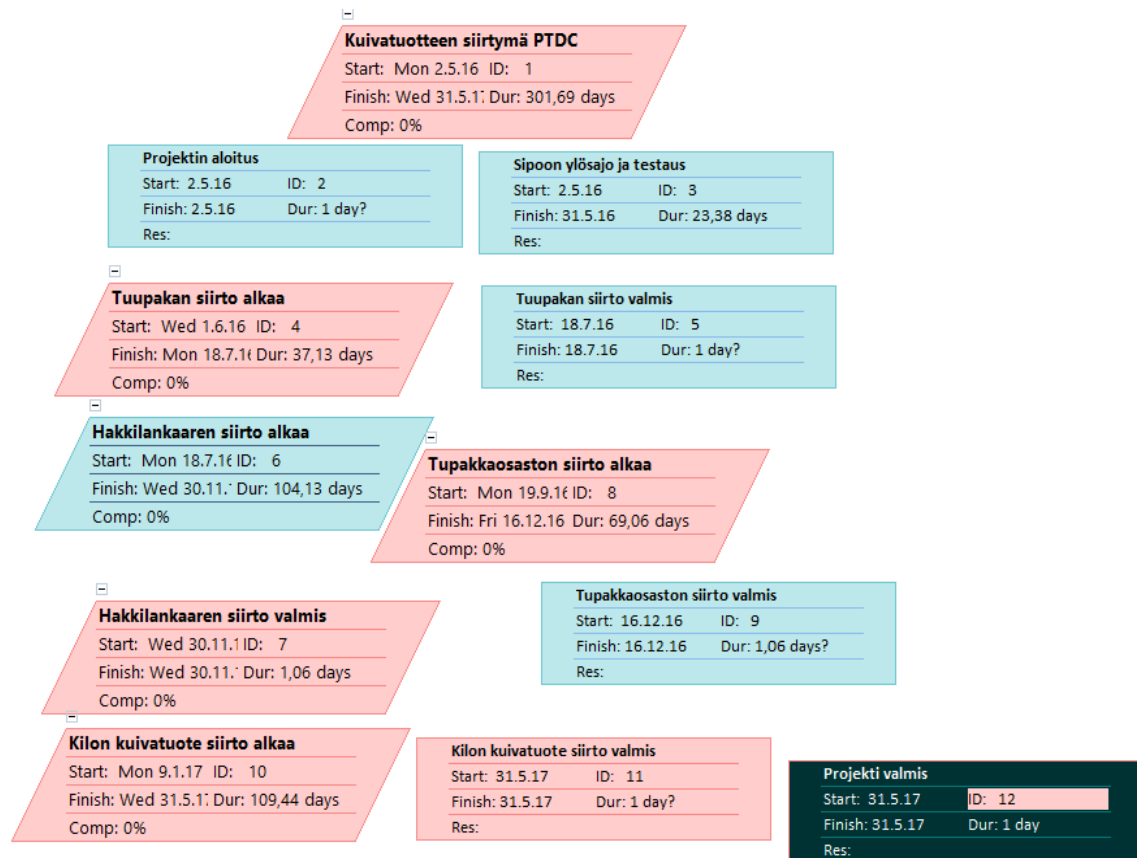 Kuivatuotteen siirtymä PTDC
Start: Mon 2.5.16 ID: 1
Finish: Wed 31.5.1 Dur: 301,69 days
Comp: 0%
Projektin aloitus
Start: 2.5.16 ID: 2
Finish: 2.5.16 Dur: 1 day?
Res:
Sipoon ylösajo ja testaus
Start: 2.5.16 ID: 3
Finish: 31.5.16 Dur: 23,38 days
Res:
Tuupakan siirto alkaa
Start: Wed 1.6.16 ID: 4
Finish: Mon 18.7.1 Dur: 37,13 days
Comp: 0%
Tuupakan siirto valmis
Start: 18.7.16 ID: 5
Finish: 18.7.16 Dur: 1 day?
Res:
Hakkilankaaren siirto alkaa
Start: Mon 18.7.1 ID: 6
Finish: Wed 30.11. Dur: 104,13 days
Comp: 0%
Tupakkaosaston siirto alkaa
Start: Mon 19.9.1 ID: 8
Finish: Fri 16.12.16 Dur: 69,06 days
Comp: 0%
Hakkilankaaren siirto valmis
Start: Wed 30.11.1 ID: 7
Finish: Wed 30.11. Dur: 1,06 days
Comp: 0%
Tupakkaosaston siirto valmis
Start: 16.12.16 ID: 9
Finish: 16.12.16 Dur: 1,06 days?
Res:
Kilon kuivatuote siirto alkaa
Start: Mon 9.1.17 ID: 10
Finish: Wed 31.5.1 Dur: 109,44 days
Comp: 0%
Kilon kuivatuote siirto valmis
Start: 31.5.17 ID: 11
Finish: 31.5.17 Dur: 1 day?
Res:
Projekti valmis
Start: 31.5.17 ID: 12
Finish: 31.5.17 Dur: 1 day
Res: